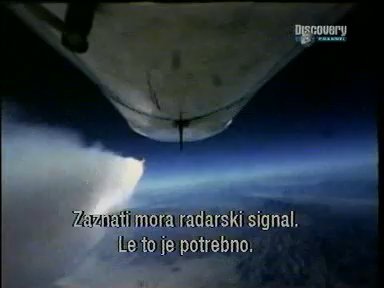 Discovery
CHANNEL
Zaznati mora radarski signal.
Le to je potrebno.